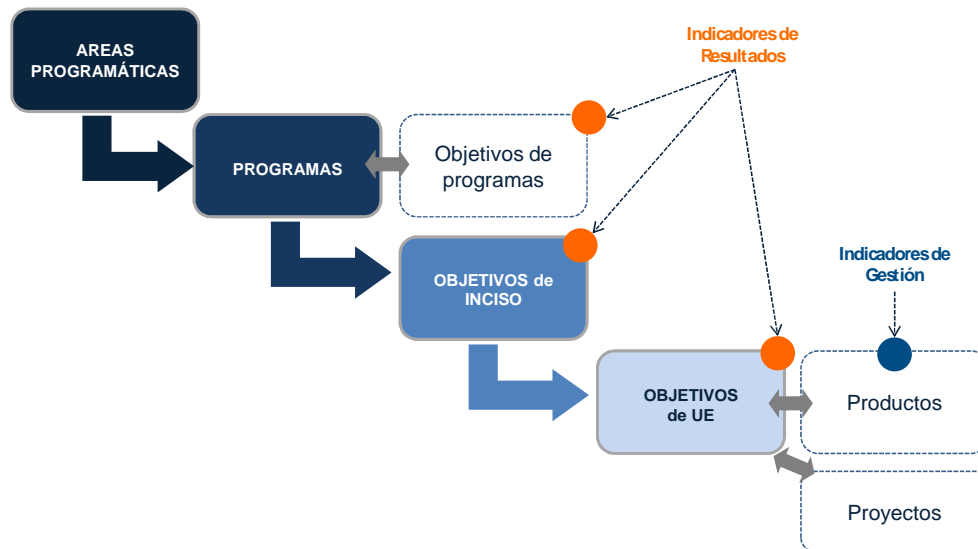 AREAS
PROGRAMÁTICAS
Indicadores de
Resultados
PROGRAMAS
Objetivos de
programas
OBJETIVOS de
INCISO
Indicadores de
Gestión
OBJETIVOS
de UE
Productos
Proyectos